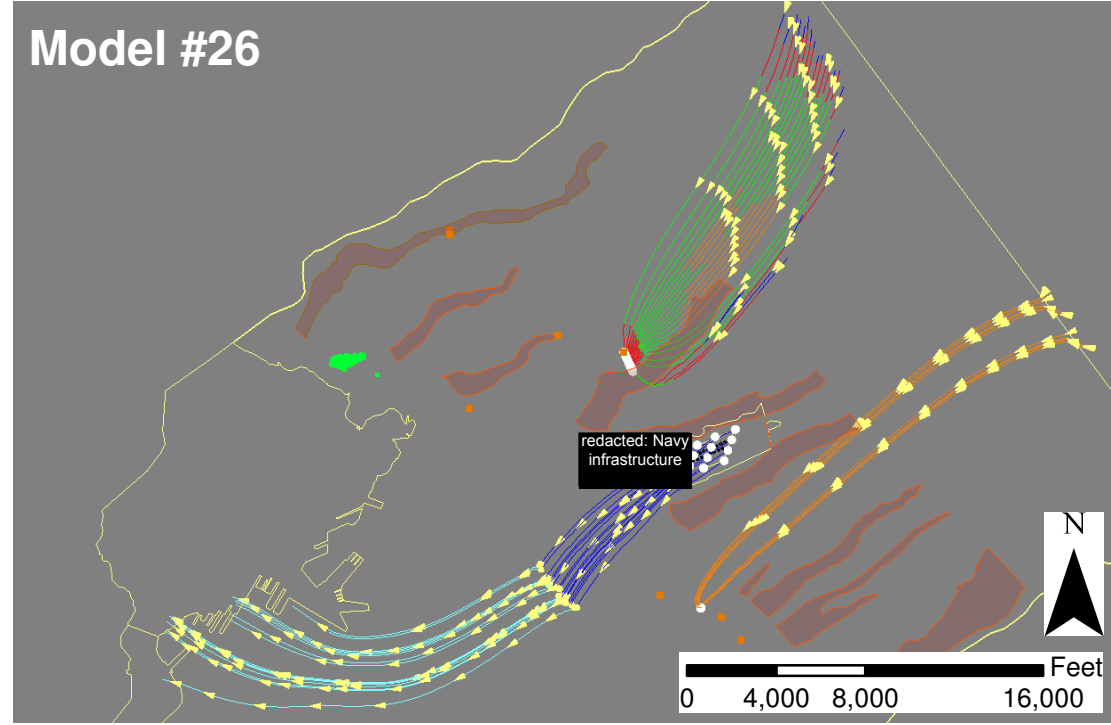 Model #26
redacted: Navy
infrastructure
N
Feet
0 4,000 8,000 16,000